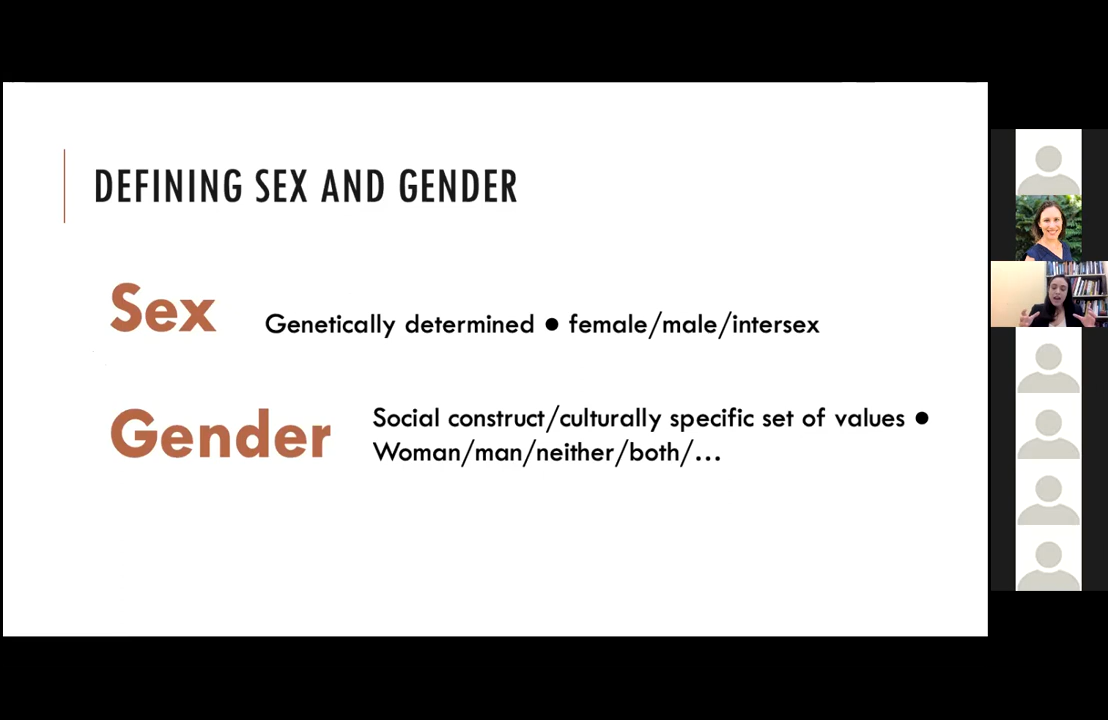 DEFINING SEX AND GENDER
Sex
Genetically determined ● female/male/intersex
Gender
Social construct/culturally specific set of values ●
Woman/man/neither/both/…